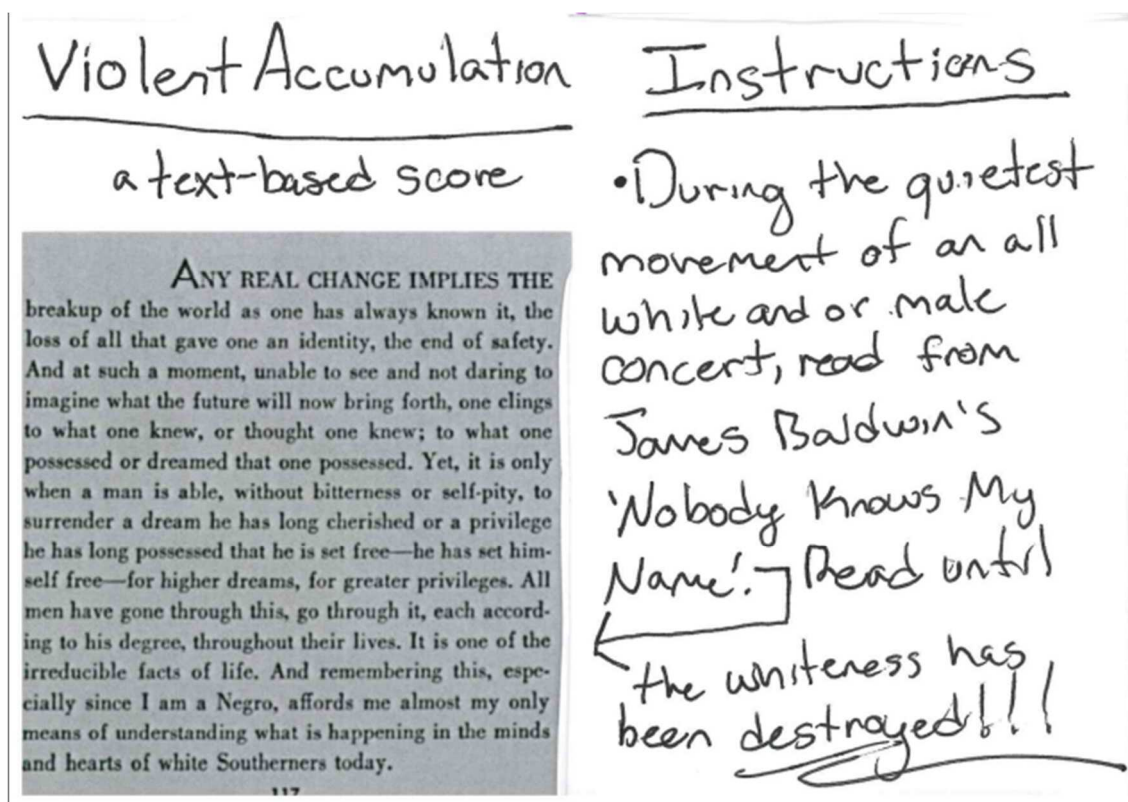 Violent Accumulation
a text-based score
ANY REAL CHANGE IMPLIES THE
breakup of the world as one has always known it, the
loss of all that gave one an identity, the end of safety.
And at such a moment, unable to see and not daring to
imagine what the future will now bring forth, one clings
to what one knew, or thought one knew; to what one
possessed or dreamed that one possessed. Yet, it is only
when a man is able, without bitterness or self-pity, to
surrender a dream he has long cherished or a privilege
he has long possessed that he is set free—he has set him-
self free—for higher dreams, for greater privileges. All
men have gone through this, go through it, each accord-
ing to his degree, throughout their lives. It is one of the
irreducible facts of life. And remembering this, espe-
cially since I am a Negro, affords me almost my only
means of understanding what is happening in the minds
and hearts of white Southerners today.
117
Instructions
•During the quietest
movement of an all
white and or male
concert, read from
James Baldwin's
'Nobody Knows My
Name'. Read until
the whiteness has
been destroyed!!!